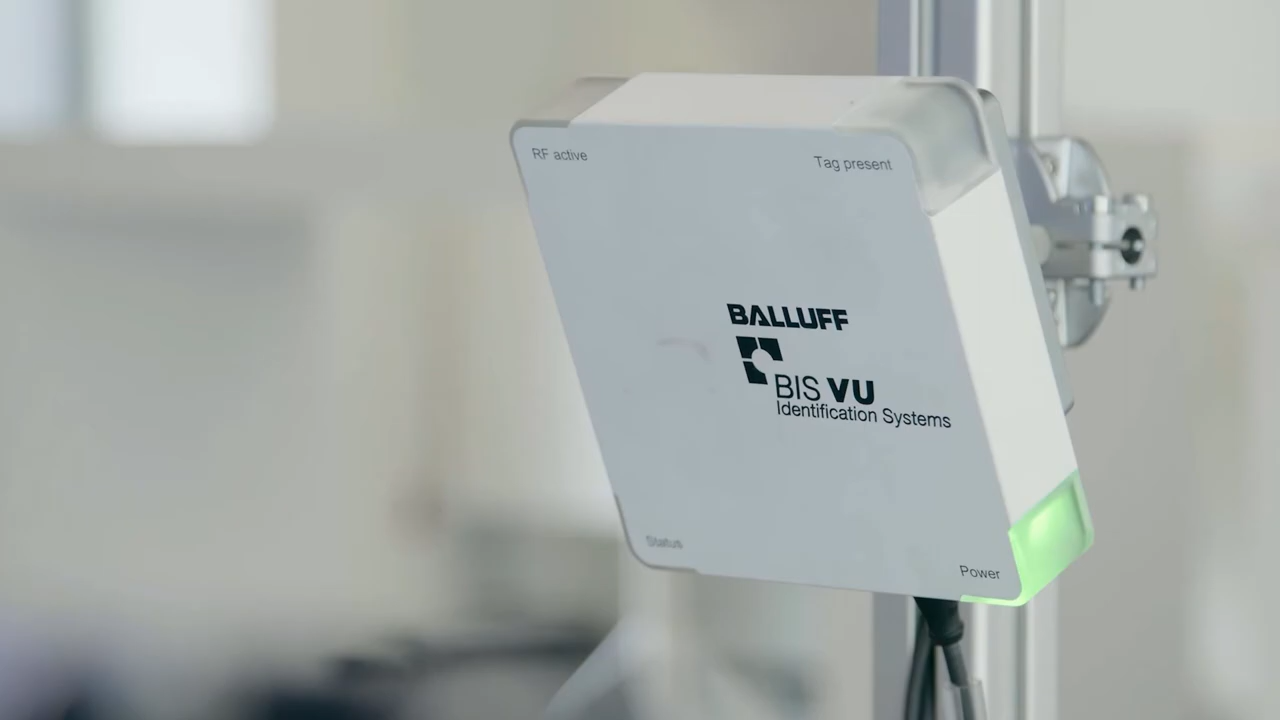 RF active
Tag present
BALLUFF
BIS VU
Identification Systems
Status
Power